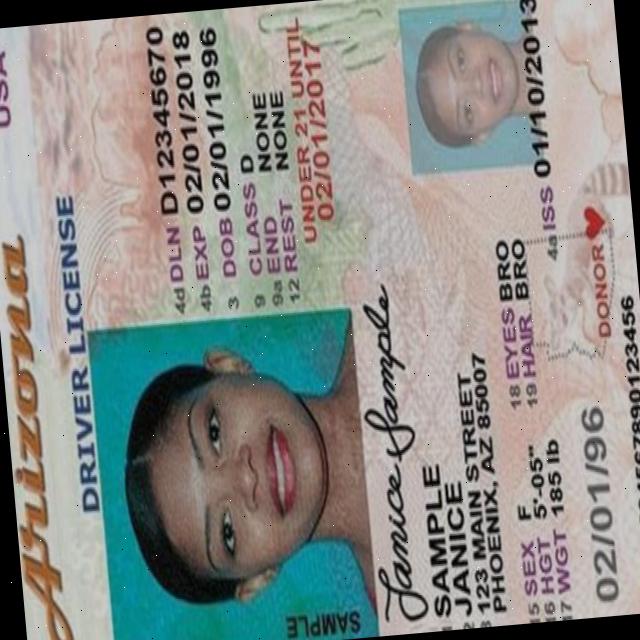 Arizona
USA
DRIVER LICENSE
4d DLN D12345670
4b EXP 02/01/2018
3 DOB 02/01/1996
9 CLASS D
9a END NONE
12 REST NONE
UNDER 21 UNTIL
02/01/2017
SAMPLE
Janice Sample
SAMPLE
JANICE
123 MAIN STREET
PHOENIX, AZ 85007
15 SEX F
16 HGT 5'-05"
17 WGT 185 lb
18 EYES BRO
19 HAIR BRO
4a ISS 01/10/2013
DONOR
02/01/96